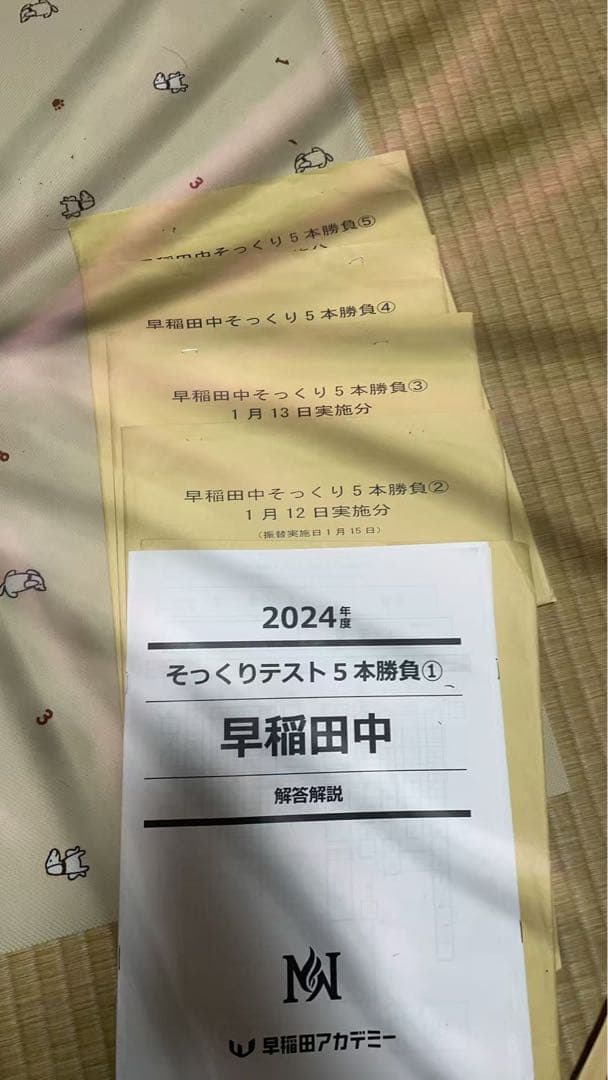 早稲田中そっくり5本勝負⑤
早稲田中そっくり5本勝負④
早稲田中そっくり5本勝負③
1月13日実施分
早稲田中そっくり5本勝負②
1月12日実施分
(振替実施日1月15日)
2024年度
そっくりテスト5本勝負①
早稲田中
解答解説
早稲田アカデミー